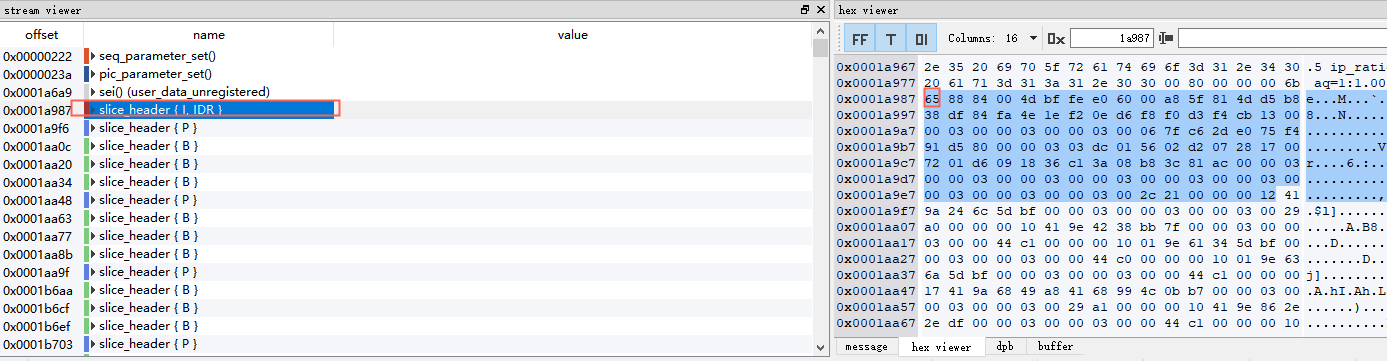 stream viewer
offset name value
0x00000222 seq_parameter_set()
0x0000023a pic_parameter_set()
0x0001a6a9 sei() (user_data_unregistered)
0x0001a987 slice_header { I, IDR }
0x0001a9f6 slice_header { P }
0x0001aa0c slice_header { B }
0x0001aa20 slice_header { B }
0x0001aa34 slice_header { B }
0x0001aa48 slice_header { P }
0x0001aa63 slice_header { B }
0x0001aa77 slice_header { B }
0x0001aa8b slice_header { B }
0x0001aa9f slice_header { P }
0x0001b6aa slice_header { B }
0x0001b6cf slice_header { B }
0x0001b6ef slice_header { B }
0x0001b703 slice_header { P }
hex viewer
FF T 01 Columns: 16 0x 1a987
0x0001a967 2e 35 20 69 70 5f 72 61 74 69 6f 3d 31 2e 34 30 .5 ip_ratio
0x0001a977 20 61 71 3d 31 3a 31 2e 30 30 00 80 00 00 00 6b aq=1:1.00
0x0001a987 65 88 84 00 4d bf fe e0 60 00 a8 5f 81 4d d5 b8 e...M...`.
0x0001a997 38 df 84 fa 4e 1e f2 0e d6 f8 f0 d3 f4 cb 13 00 8...N.....
0x0001a9a7 00 03 00 00 03 00 00 03 00 06 7f c6 2d e0 75 f4
0x0001a9b7 91 d5 80 00 00 03 03 dc 01 56 02 d2 07 28 17 00 .........V
0x0001a9c7 72 01 d6 09 18 36 c1 3a 08 b8 3c 81 ac 00 00 03 r....6.:..
0x0001a9d7 00 00 03 00 00 03 00 00 03 00 00 03 00 00 03 00
0x0001a9e7 00 03 00 00 03 00 00 03 00 2c 21 00 00 00 12 41 .........,
0x0001a9f7 9a 24 6c 5d bf 00 00 03 00 00 03 00 00 03 00 29 .$l].......
0x0001aa07 a0 00 00 00 10 41 9e 42 38 bb 7f 00 00 03 00 00 .....A.B8..
0x0001aa17 03 00 00 44 c1 00 00 00 10 01 9e 61 34 5d bf 00 ...D......
0x0001aa27 00 03 00 00 03 00 00 44 c0 00 00 00 10 01 9e 63 .......D..
0x0001aa37 6a 5d bf 00 00 03 00 00 03 00 00 44 c1 00 00 00 j]........
0x0001aa47 17 41 9a 68 49 a8 41 68 99 4c 0b b7 00 00 03 00 .A.hI.Ah.L
0x0001aa57 00 03 00 00 03 00 29 a1 00 00 00 10 41 9e 86 2e ......)...
0x0001aa67 2e df 00 00 03 00 00 03 00 00 44 c1 00 00 00 10
message hex viewer dpb buffer